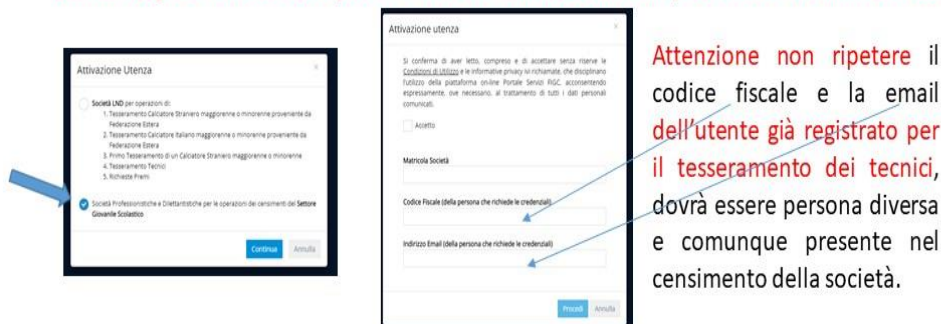 Attivazione Utenza
Società LND per operazioni di:
1. Tesseramento Calciatore Straniero maggiorenne o minorenne proveniente da
Federazione Estera
2. Tesseramento Calciatore Italiano maggiorenne o minorenne proveniente da
Federazione Estera
3. Primo Tesseramento di un Calciatore Straniero maggiorenne o minorenne
4. Tesseramento Tecnici
5. Richieste Premi
Società Professionistiche e Dilettantistiche per le operazioni dei censimenti del Settore
Giovanile Scolastico
Continua Annulla
Attivazione utenza
Si conferma di aver letto, compreso e di accettare senza riserve le
Condizioni di Utilizzo e le informative privacy ivi richiamate, che disciplinano
l'utilizzo della piattaforma on-line Portale Servizi FIGC, acconsentendo
espressamente, ove necessario, al trattamento di tutti i dati personali
comunicati.
Accetto
Matricola Società
Codice Fiscale (della persona che richiede le credenziali)
Indirizzo Email (della persona che richiede le credenziali)
Procedi Annulla
Attenzione non ripetere il
codice fiscale e la email
dell'utente già registrato per
il tesseramento dei tecnici,
dovrà essere persona diversa
e comunque presente nel
censimento della società.